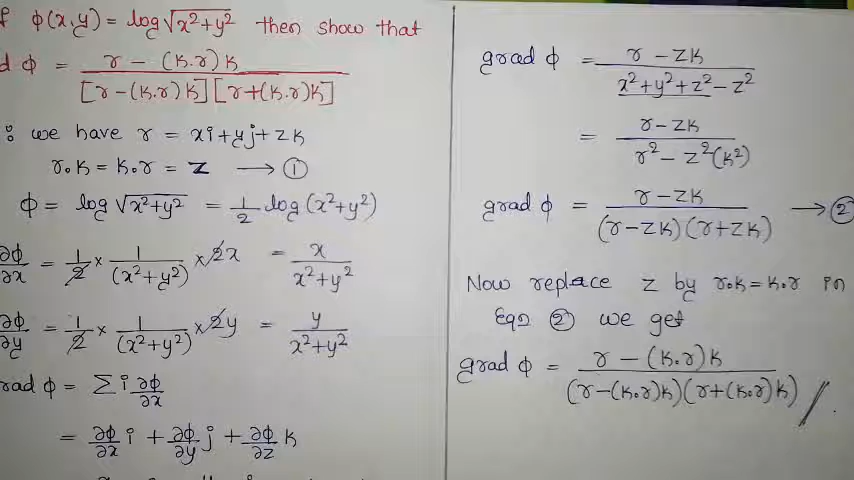 f ϕ(x,y) = log√(x²+y²) then show that
d ϕ = (r - (k.r)k) / ([r-(k.r)k][r+(k.r)k])
: we have r = xi+yj+zk
r.k = k.r = z ⟶ ①
ϕ = log√(x²+y²) = 1/2 log(x²+y²)
∂ϕ/∂x = 1/2 × 1/(x²+y²) × 2x = x/(x²+y²)
∂ϕ/∂y = 1/2 × 1/(x²+y²) × 2y = y/(x²+y²)
rad ϕ = Σ i ∂ϕ/∂x
= ∂ϕ/∂x i + ∂ϕ/∂y j + ∂ϕ/∂z k
grad ϕ = (r - zk) / (x²+y²+z²-z²)
= (r-zk) / (r²-z²(k²))
grad ϕ = (r-zk) / ((r-zk)(r+zk)) ⟶ ②
Now replace z by r.k = k.r in
Eqn ② we get
grad ϕ = (r-(k.r)k) / ((r-(k.r)k)(r+(k.r)k)) //.